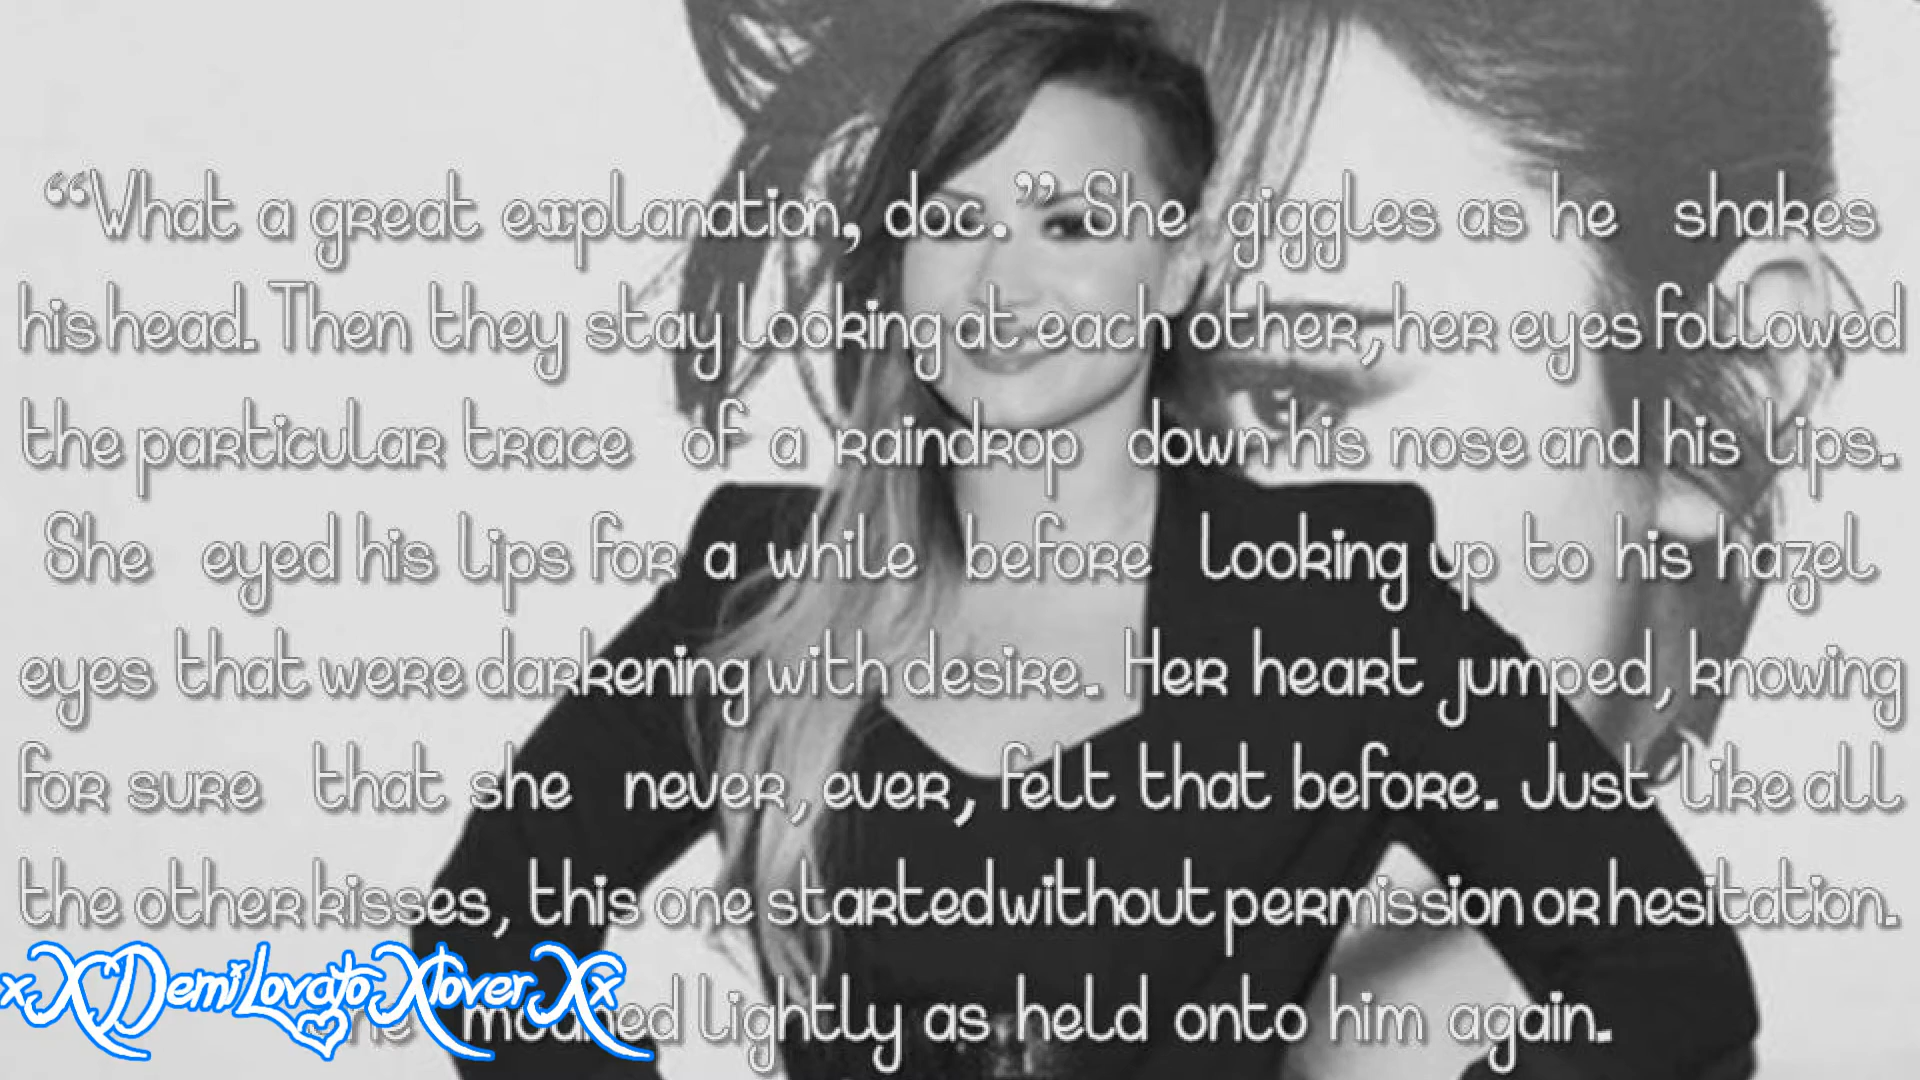 “What a great explanation, doc.” She giggles as he shakes
his head. Then they stay looking at each other, her eyes followed
the particular trace of a raindrop down his nose and his lips.
She eyed his lips for a while before looking up to his hazel
eyes that were darkening with desire. Her heart jumped, knowing
for sure that she never, ever, felt that before. Just like all
the other kisses, this one started without permission or hesitation.
lightly as held onto him again.
xXDemiLovatoXloverXx